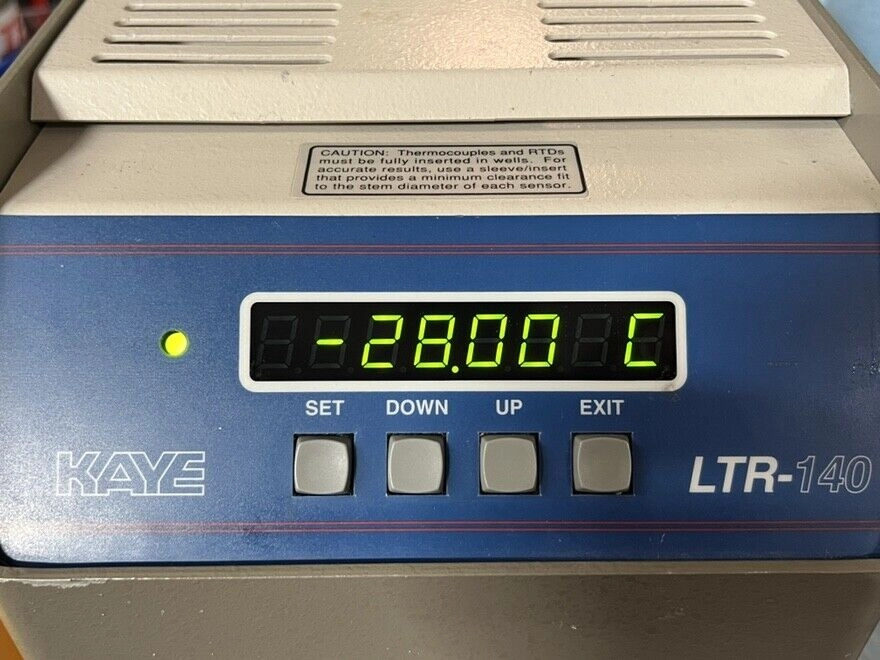 CAUTION: Thermocouples and RTDs
must be fully inserted in wells. For
accurate results, use a sleeve/insert
that provides a minimum clearance fit
to the stem diameter of each sensor.
-28.00 C
SET DOWN UP EXIT
KAYE LTR-140